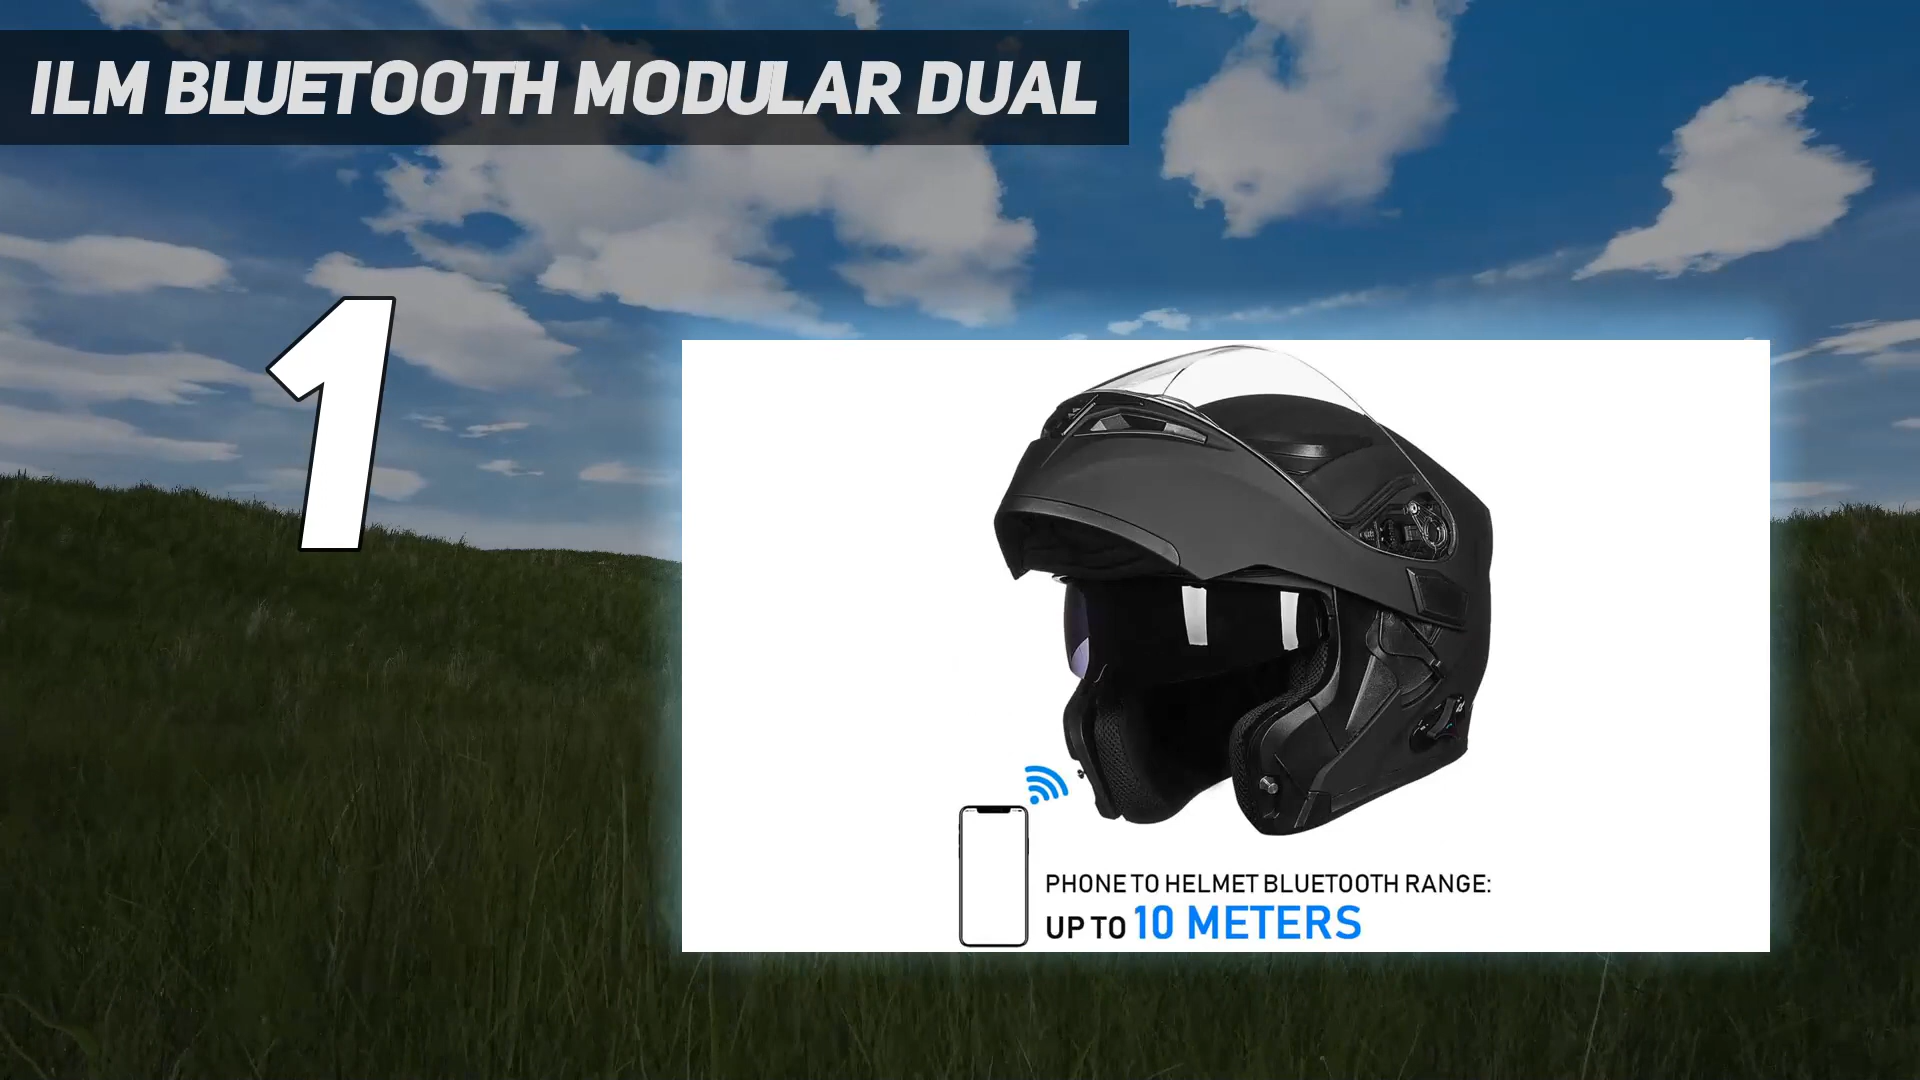 ILM BLUETOOTH MODULAR DUAL
1
PHONE TO HELMET BLUETOOTH RANGE:
UP TO 10 METERS